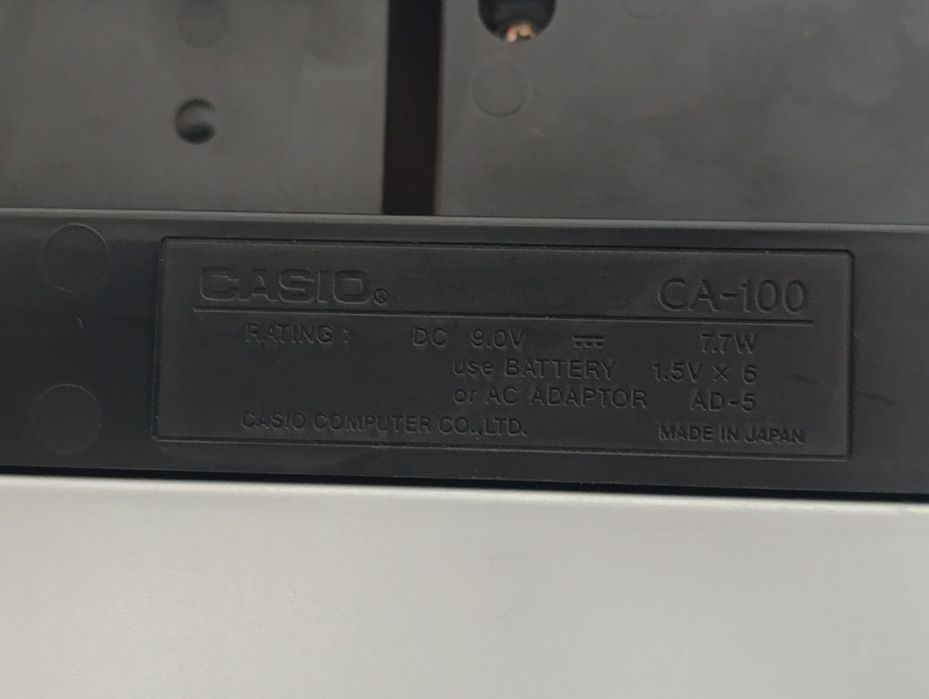 CASIO® CA-100
RATING : DC 9.0V ⎓ 7.7W
use BATTERY 1.5V × 6
or AC ADAPTOR AD-5
CASIO COMPUTER CO.,LTD. MADE IN JAPAN